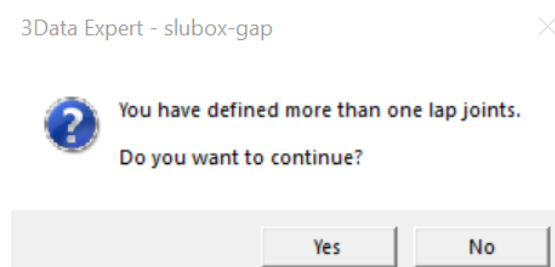 3Data Expert - slubox-gap
You have defined more than one lap joints.
Do you want to continue?
Yes
No